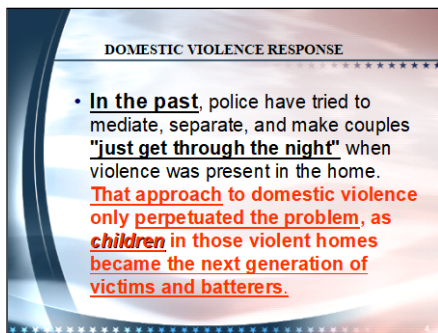 DOMESTIC VIOLENCE RESPONSE
• In the past, police have tried to
mediate, separate, and make couples
"just get through the night" when
violence was present in the home.
That approach to domestic violence
only perpetuated the problem, as
children in those violent homes
became the next generation of
victims and batterers.